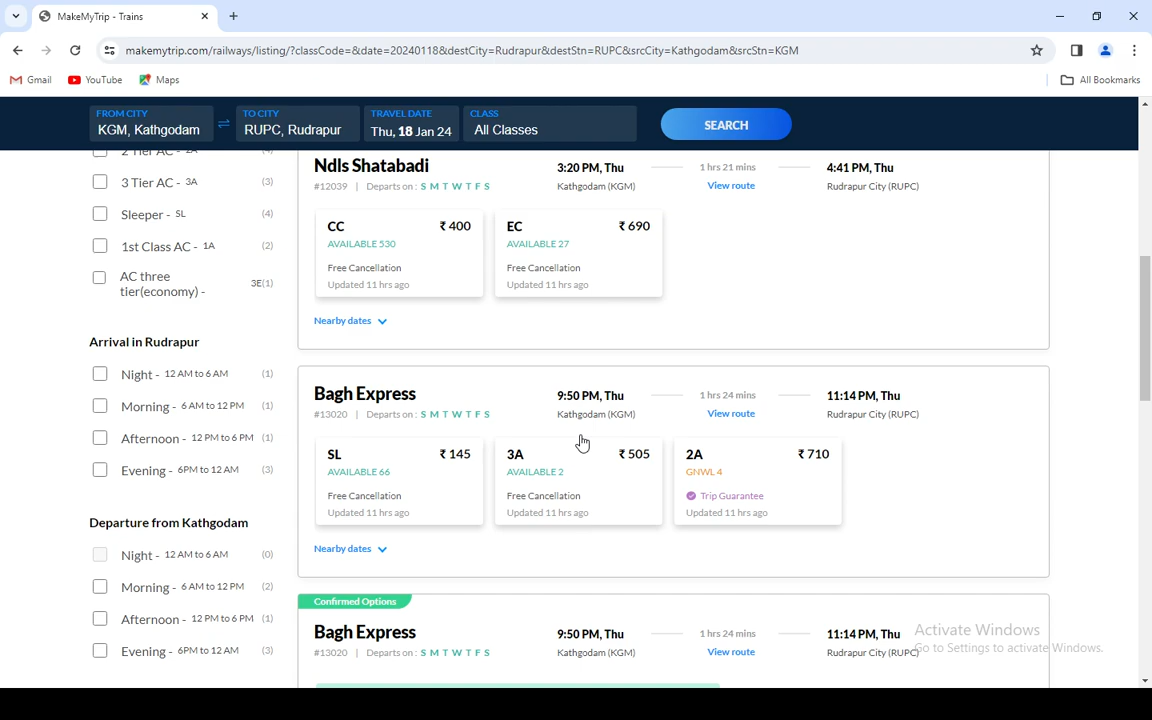 MakeMyTrip - Trains
makemytrip.com/railways/listing/?classCode=&date=20240118&destCity=Rudrapur&destStn=RUPC&srcCity=Kathgodam&srcStn=KGM
Gmail YouTube Maps All Bookmarks
FROM CITY TO CITY TRAVEL DATE CLASS
KGM, Kathgodam RUPC, Rudrapur Thu, 18 Jan 24 All Classes SEARCH
2 Tier AC - 2A (4)
3 Tier AC - 3A (3)
Sleeper - SL (4)
1st Class AC - 1A (2)
AC three
tier(economy) - 3E(1)
Arrival in Rudrapur
Night - 12 AM to 6 AM (1)
Morning - 6 AM to 12 PM (1)
Afternoon - 12 PM to 6 PM (1)
Evening - 6PM to 12 AM (3)
Departure from Kathgodam
Night - 12 AM to 6 AM (0)
Morning - 6 AM to 12 PM (2)
Afternoon - 12 PM to 6 PM (1)
Evening - 6PM to 12 AM (3)
Ndls Shatabadi 3:20 PM, Thu 1 hrs 21 mins 4:41 PM, Thu
#12039 | Departs on : S M T W T F S Kathgodam (KGM) View route Rudrapur City (RUPC)
CC ₹ 400 EC ₹ 690
AVAILABLE 530 AVAILABLE 27
Free Cancellation Free Cancellation
Updated 11 hrs ago Updated 11 hrs ago
Nearby dates
Bagh Express 9:50 PM, Thu 1 hrs 24 mins 11:14 PM, Thu
#13020 | Departs on : S M T W T F S Kathgodam (KGM) View route Rudrapur City (RUPC)
SL ₹ 145 3A ₹ 505 2A ₹ 710
AVAILABLE 66 AVAILABLE 2 GNWL 4
Free Cancellation Free Cancellation Trip Guarantee
Updated 11 hrs ago Updated 11 hrs ago Updated 11 hrs ago
Nearby dates
Confirmed Options
Bagh Express 9:50 PM, Thu 1 hrs 24 mins 11:14 PM, Thu
#13020 | Departs on : S M T W T F S Kathgodam (KGM) View route Rudrapur City (RUPC)
Activate Windows
Go to Settings to activate Windows.